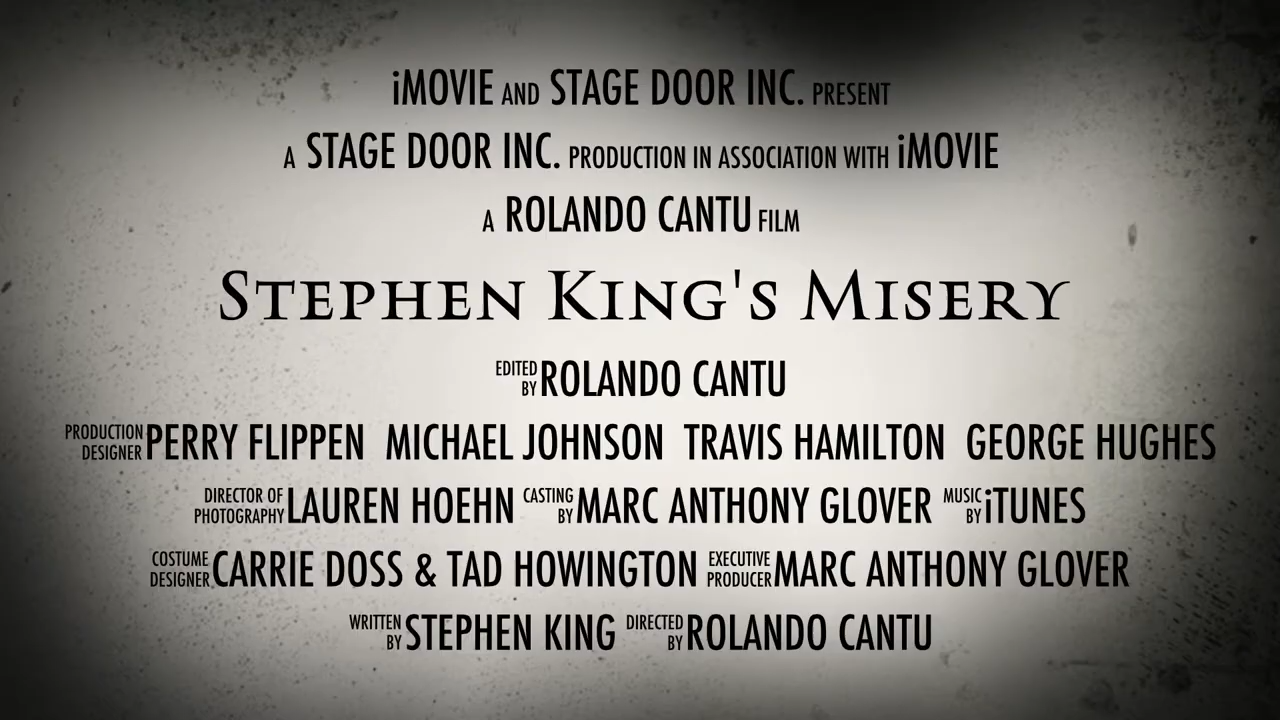 iMOVIE AND STAGE DOOR INC. PRESENT
A STAGE DOOR INC. PRODUCTION IN ASSOCIATION WITH iMOVIE
A ROLANDO CANTU FILM
STEPHEN KING'S MISERY
EDITED BY ROLANDO CANTU
PRODUCTION DESIGNER PERRY FLIPPEN MICHAEL JOHNSON TRAVIS HAMILTON GEORGE HUGHES
DIRECTOR OF PHOTOGRAPHY LAUREN HOEHN CASTING BY MARC ANTHONY GLOVER MUSIC BY iTUNES
COSTUME DESIGNER CARRIE DOSS & TAD HOWINGTON EXECUTIVE PRODUCER MARC ANTHONY GLOVER
WRITTEN BY STEPHEN KING DIRECTED BY ROLANDO CANTU